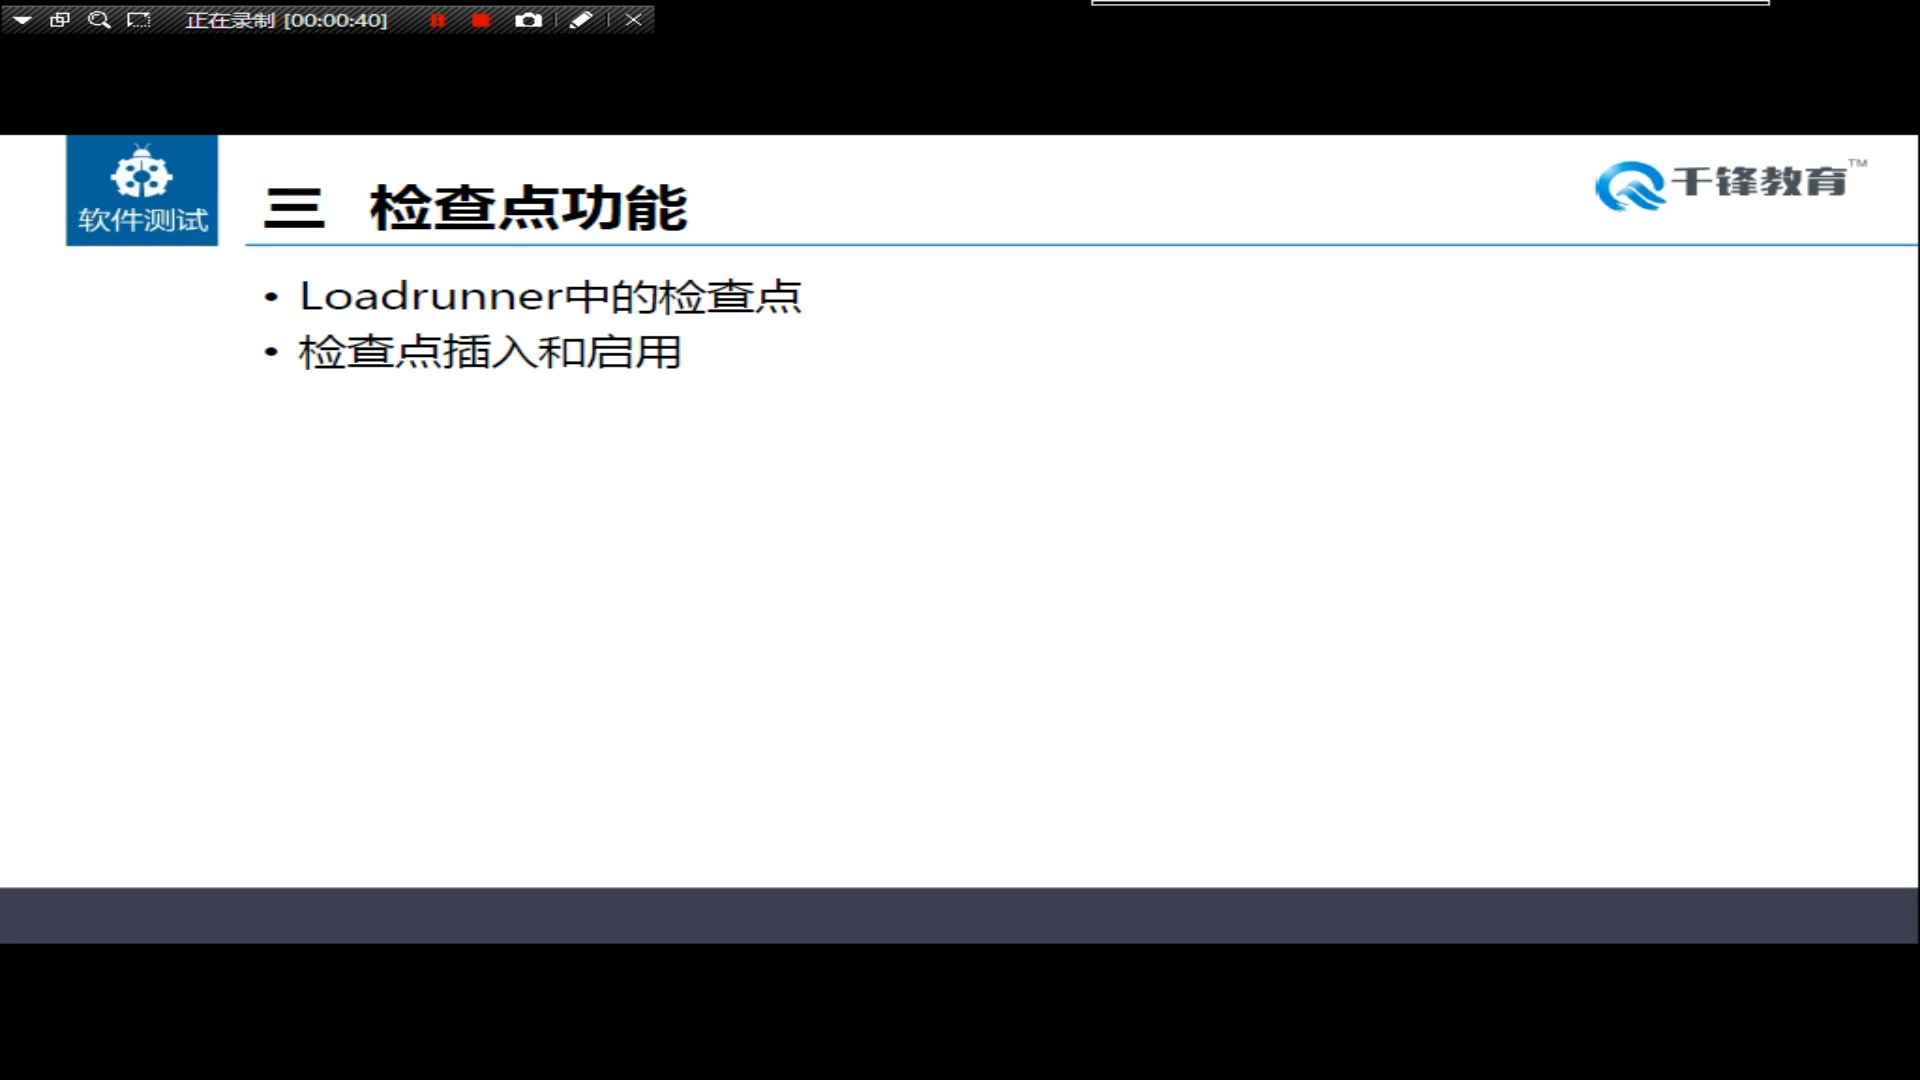 正在录制 [00:00:40]
软件测试
三 检查点功能
千锋教育™
• Loadrunner中的检查点
• 检查点插入和启用